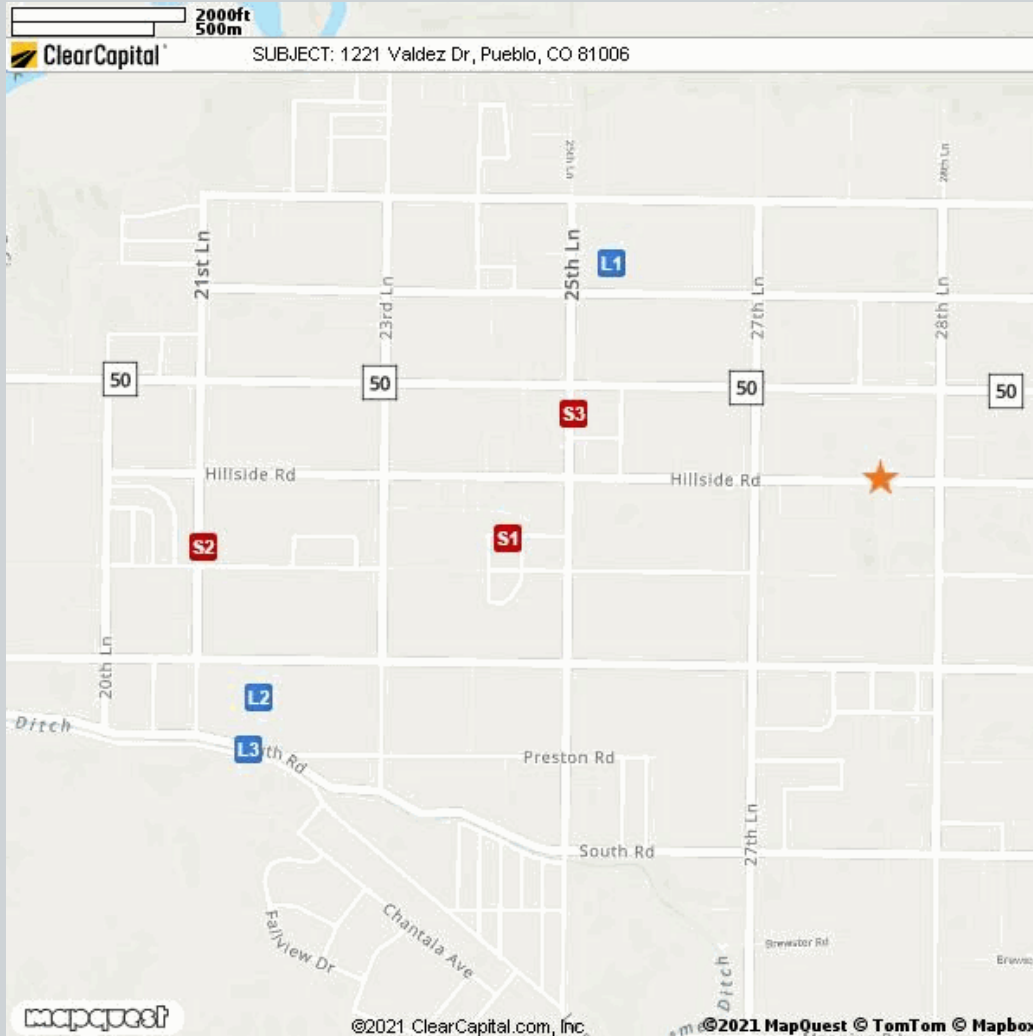 2000ft
500m
ClearCapital
SUBJECT: 1221 Valdez Dr, Pueblo, CO 81006
25th Ln
28th Ln
21st Ln
25th Ln
L1
23rd Ln
27th Ln
28th Ln
50
50
50
50
S3
Hillside Rd
Hillside Rd
S2
S1
20th Ln
L2
Ditch
L3
Preston Rd
27th Ln
South Rd
Fallview Dr
Chantala Ave
Brewster Rd
Ditch
mapquest
©2021 ClearCapital.com, Inc
©2021 MapQuest © TomTom © Mapbox